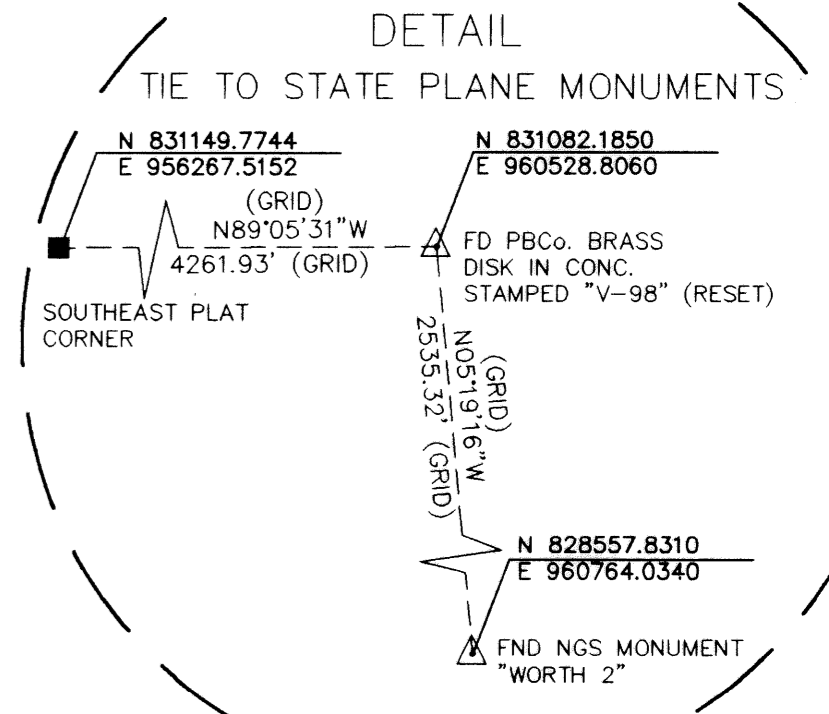 DETAIL
TIE TO STATE PLANE MONUMENTS
N 831149.7744
E 956267.5152
N 831082.1850
E 960528.8060
(GRID)
N89°05'31"W
4261.93' (GRID)
FD PBCo. BRASS
DISK IN CONC.
STAMPED "V-98" (RESET)
SOUTHEAST PLAT
CORNER
(GRID)
N05°19'16"W
2535.32' (GRID)
N 828557.8310
E 960764.0340
FND NGS MONUMENT
"WORTH 2"